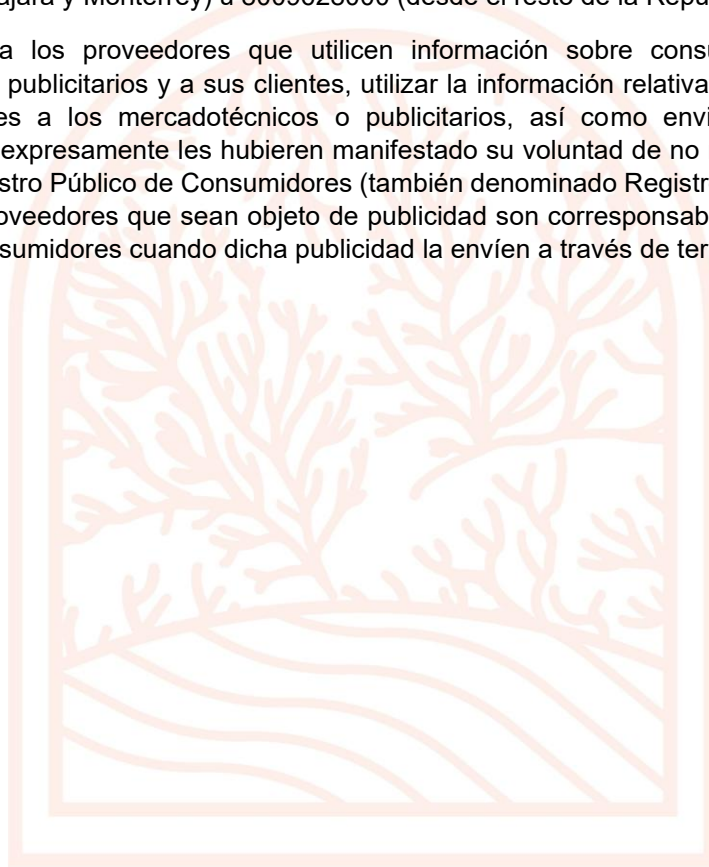 ajara y Monterrey) u 8009628000 (desde el resto de la Repu
a los proveedores que utilicen información sobre consu
publicitarios y a sus clientes, utilizar la información relativa
es a los mercadotécnicos o publicitarios, así como envi
expresamente les hubieren manifestado su voluntad de no
stro Público de Consumidores (también denominado Registr
oveedores que sean objeto de publicidad son corresponsab
sumidores cuando dicha publicidad la envíen a través de ter